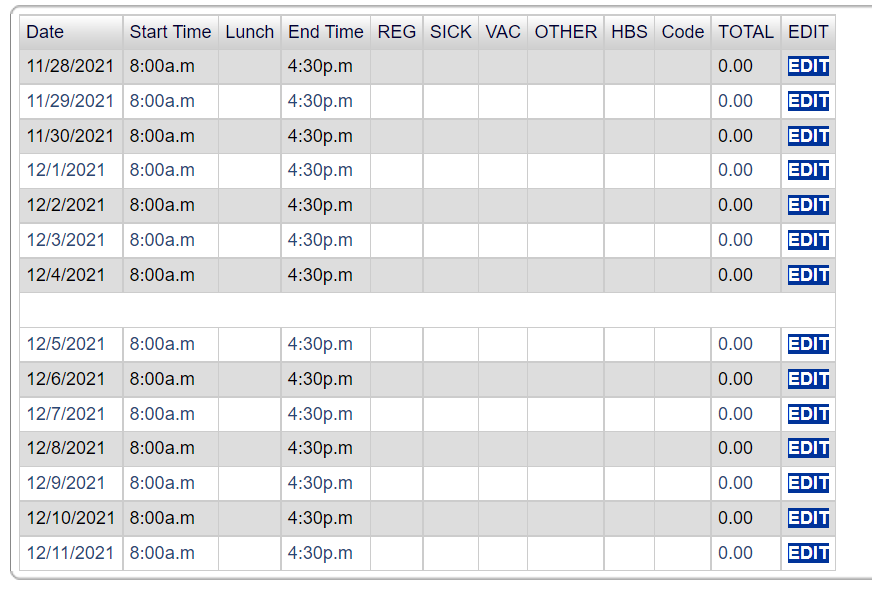 Date Start Time Lunch End Time REG SICK VAC OTHER HBS Code TOTAL EDIT
11/28/2021 8:00a.m 4:30p.m 0.00 EDIT
11/29/2021 8:00a.m 4:30p.m 0.00 EDIT
11/30/2021 8:00a.m 4:30p.m 0.00 EDIT
12/1/2021 8:00a.m 4:30p.m 0.00 EDIT
12/2/2021 8:00a.m 4:30p.m 0.00 EDIT
12/3/2021 8:00a.m 4:30p.m 0.00 EDIT
12/4/2021 8:00a.m 4:30p.m 0.00 EDIT
12/5/2021 8:00a.m 4:30p.m 0.00 EDIT
12/6/2021 8:00a.m 4:30p.m 0.00 EDIT
12/7/2021 8:00a.m 4:30p.m 0.00 EDIT
12/8/2021 8:00a.m 4:30p.m 0.00 EDIT
12/9/2021 8:00a.m 4:30p.m 0.00 EDIT
12/10/2021 8:00a.m 4:30p.m 0.00 EDIT
12/11/2021 8:00a.m 4:30p.m 0.00 EDIT